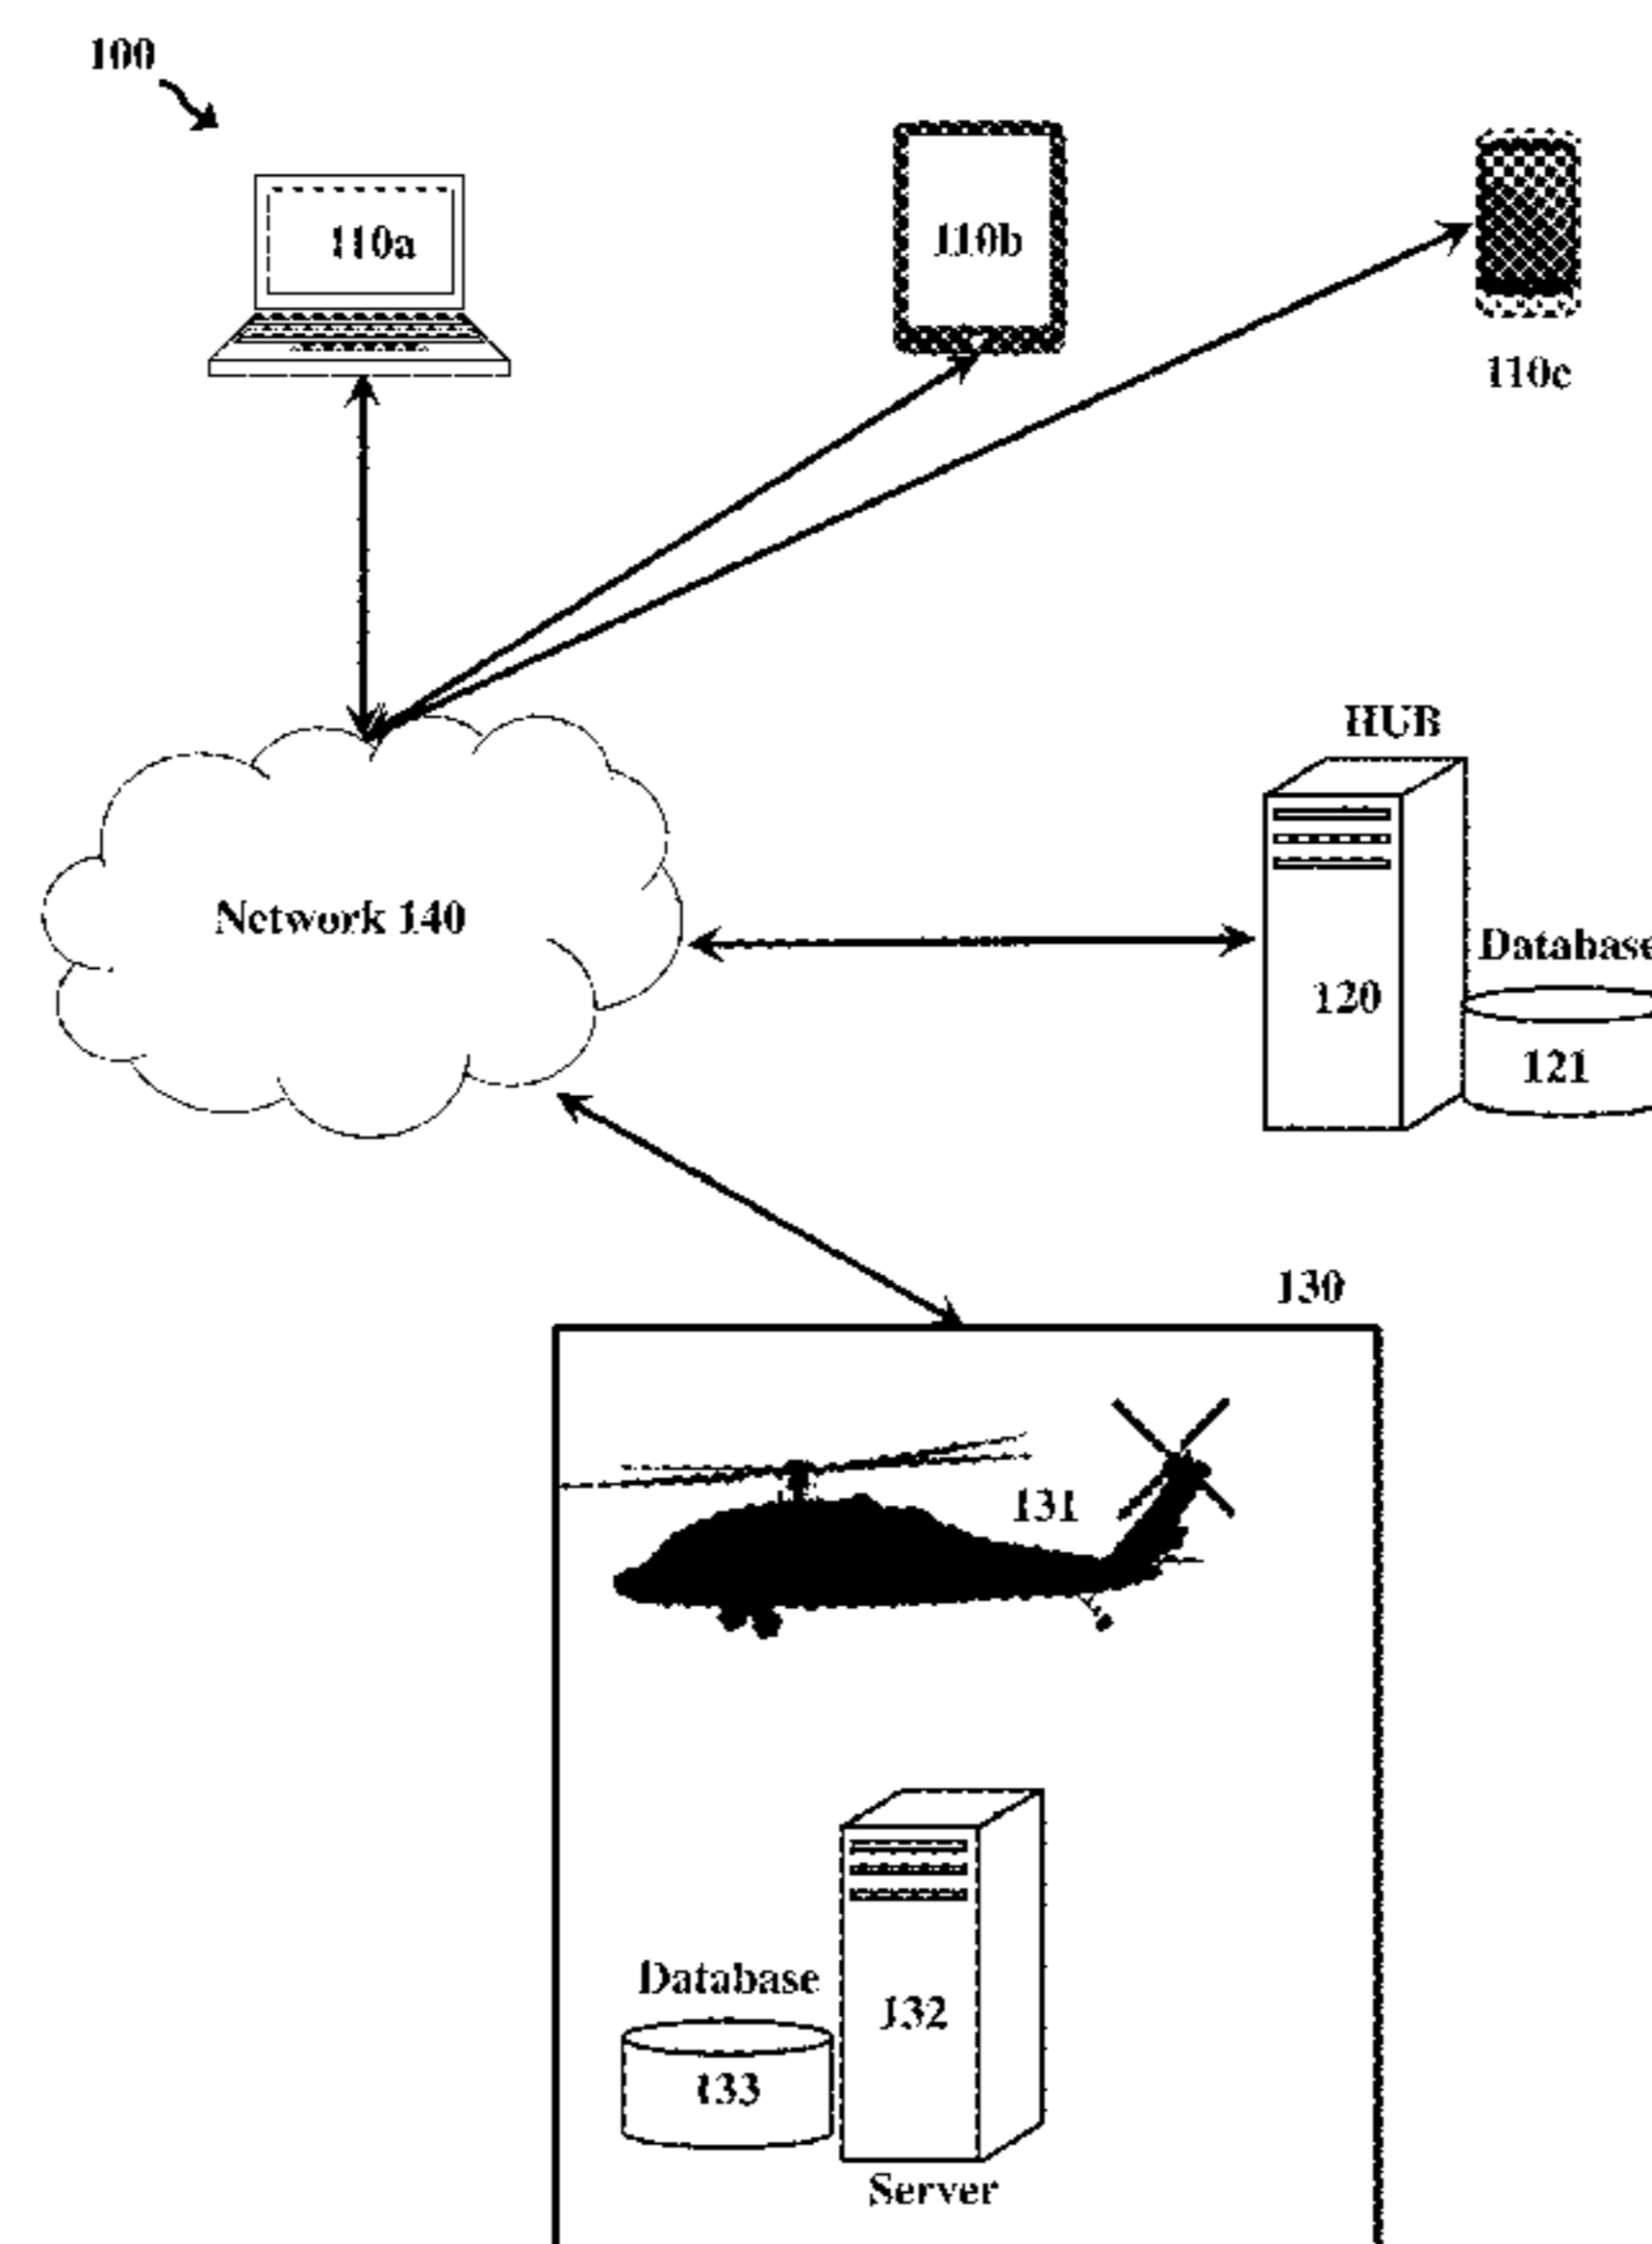 100
110a
110b
110c
HUB
Network 140
Database
120
121
130
131
Database
132
133
Server